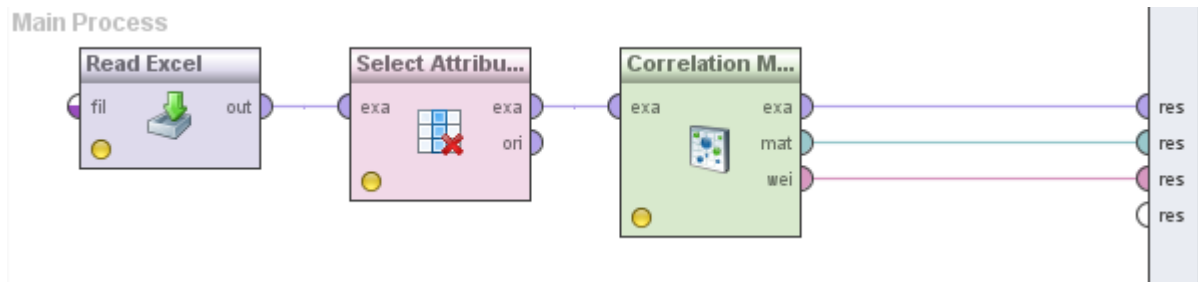 Main Process
Read Excel
fil
out
Select Attribu...
exa
exa
ori
Correlation M...
exa
exa
mat
wei
res
res
res
res